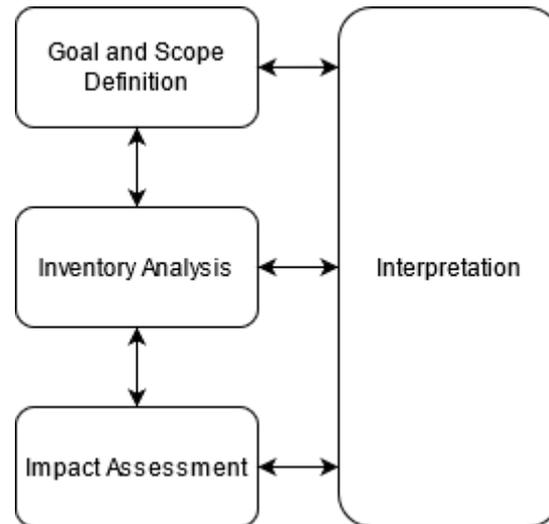 Goal and Scope
Definition
Inventory Analysis
Interpretation
Impact Assessment